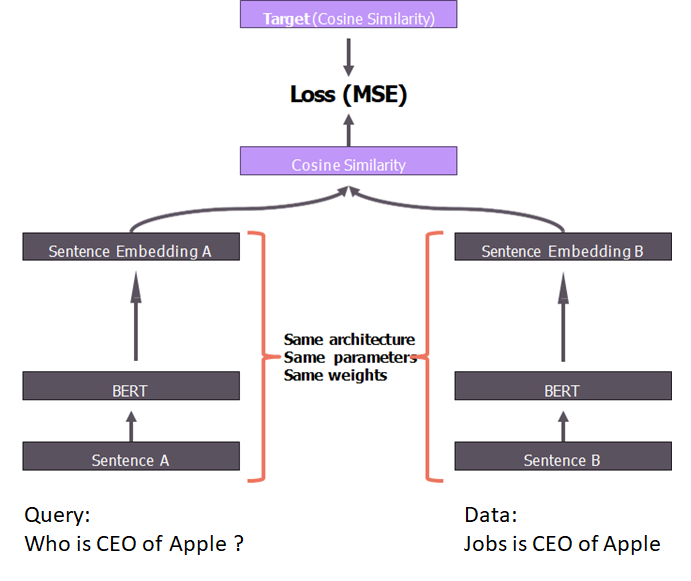 Target (Cosine Similarity)
Loss (MSE)
Cosine Similarity
Sentence Embedding A
Sentence Embedding B
Same architecture
Same parameters
Same weights
BERT
BERT
Sentence A
Sentence B
Query:
Who is CEO of Apple ?
Data:
Jobs is CEO of Apple